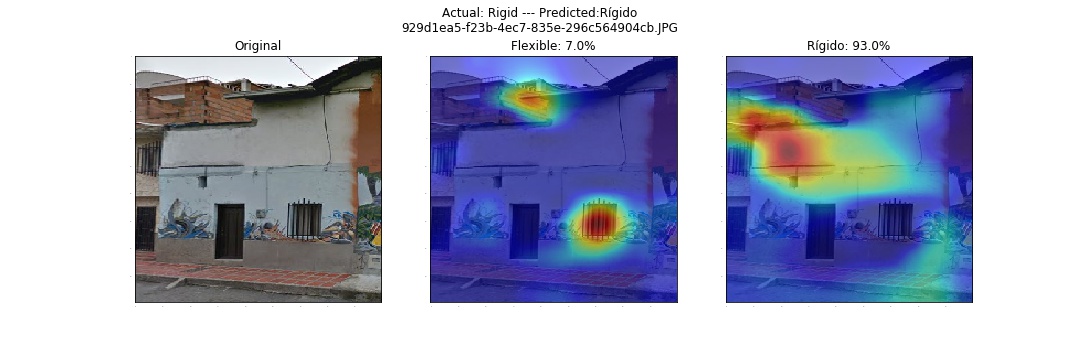 Actual: Rigid --- Predicted:Rígido
929d1ea5-f23b-4ec7-835e-296c564904cb.JPG
Original
Flexible: 7.0%
Rígido: 93.0%